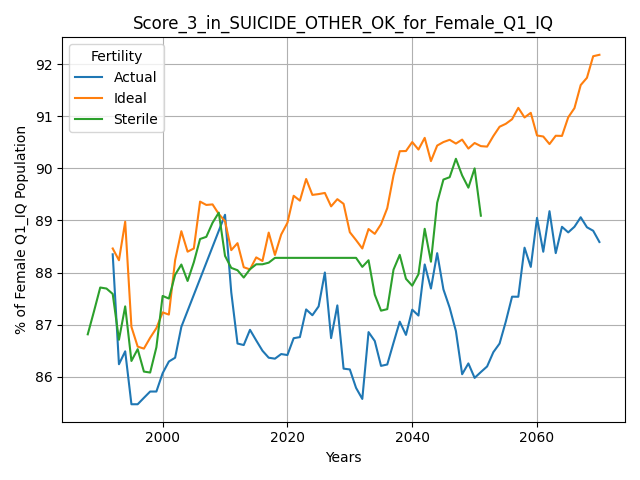 Score_3_in_SUICIDE_OTHER_OK_for_Female_Q1_IQ
Fertility
Actual
Ideal
Sterile
% of Female Q1_IQ Population
92
91
90
89
88
87
86
2000
2020
2040
2060
Years